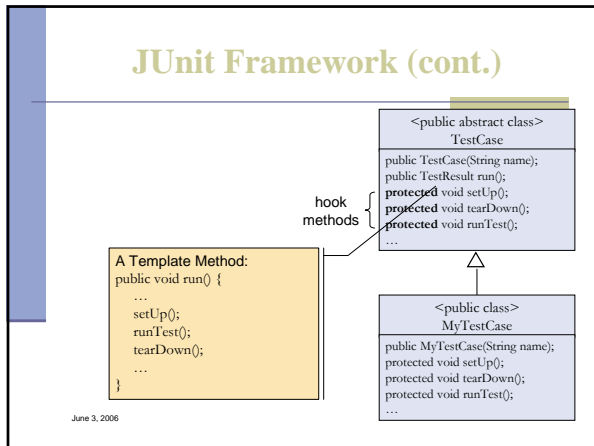 JUnit Framework (cont.)
<public abstract class>
TestCase
public TestCase(String name);
public TestResult run();
protected void setUp();
protected void tearDown();
protected void runTest();
…
hook
methods
A Template Method:
public void run() {
…
setUp();
runTest();
tearDown();
…
}
<public class>
MyTestCase
public MyTestCase(String name);
protected void setUp();
protected void tearDown();
protected void runTest();
…
June 3, 2006